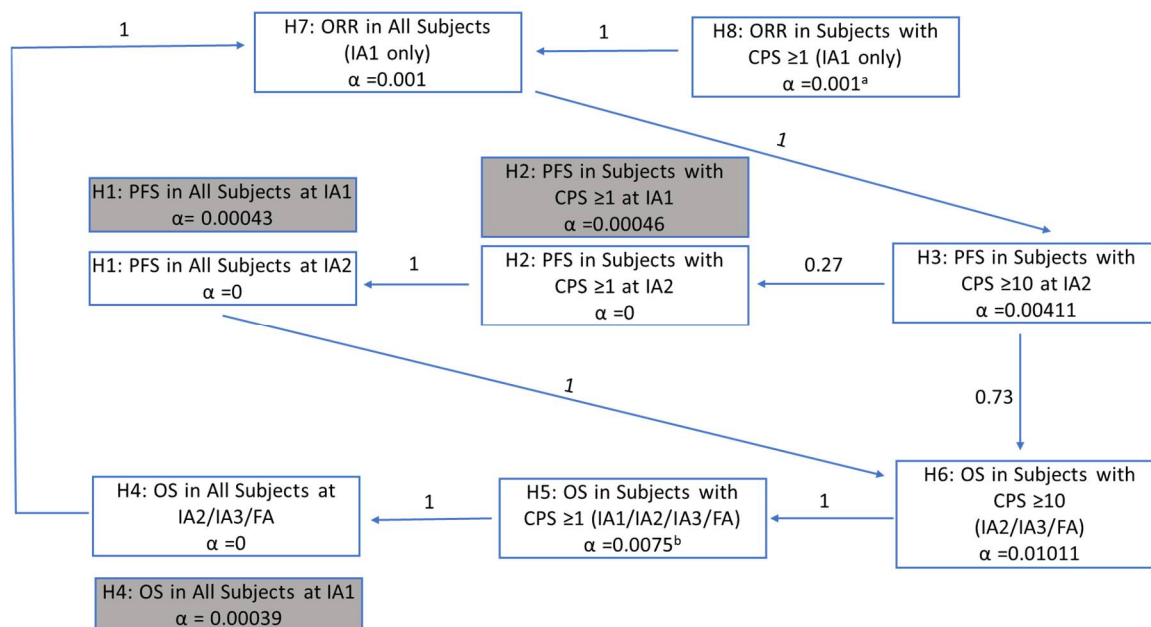 1
H7: ORR in All Subjects
(IA1 only)
α =0.001
1
H8: ORR in Subjects with
CPS ≥1 (IA1 only)
α =0.001ᵃ
1
H1: PFS in All Subjects at IA1
α= 0.00043
H2: PFS in Subjects with
CPS ≥1 at IA1
α =0.00046
H1: PFS in All Subjects at IA2
α =0
1
H2: PFS in Subjects with
CPS ≥1 at IA2
α =0
0.27
H3: PFS in Subjects with
CPS ≥10 at IA2
α =0.00411
1
0.73
H4: OS in All Subjects at
IA2/IA3/FA
α =0
1
H5: OS in Subjects with
CPS ≥1 (IA1/IA2/IA3/FA)
α =0.0075ᵇ
1
H6: OS in Subjects with
CPS ≥10
(IA2/IA3/FA)
α =0.01011
H4: OS in All Subjects at IA1
α = 0.00039